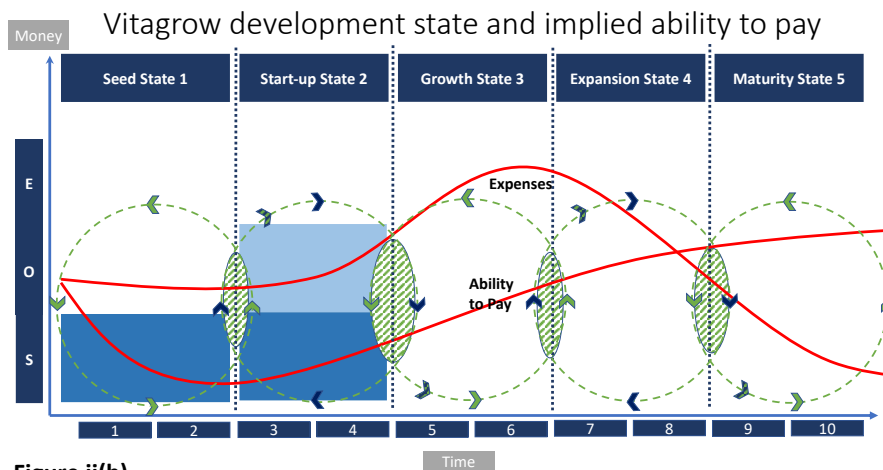 Vitagrow development state and implied ability to pay
Money
Seed State 1
Start-up State 2
Growth State 3
Expansion State 4
Maturity State 5
E
O
S
Expenses
Ability
to Pay
1
2
3
4
5
6
7
8
9
10
Time
Figure ii(b)